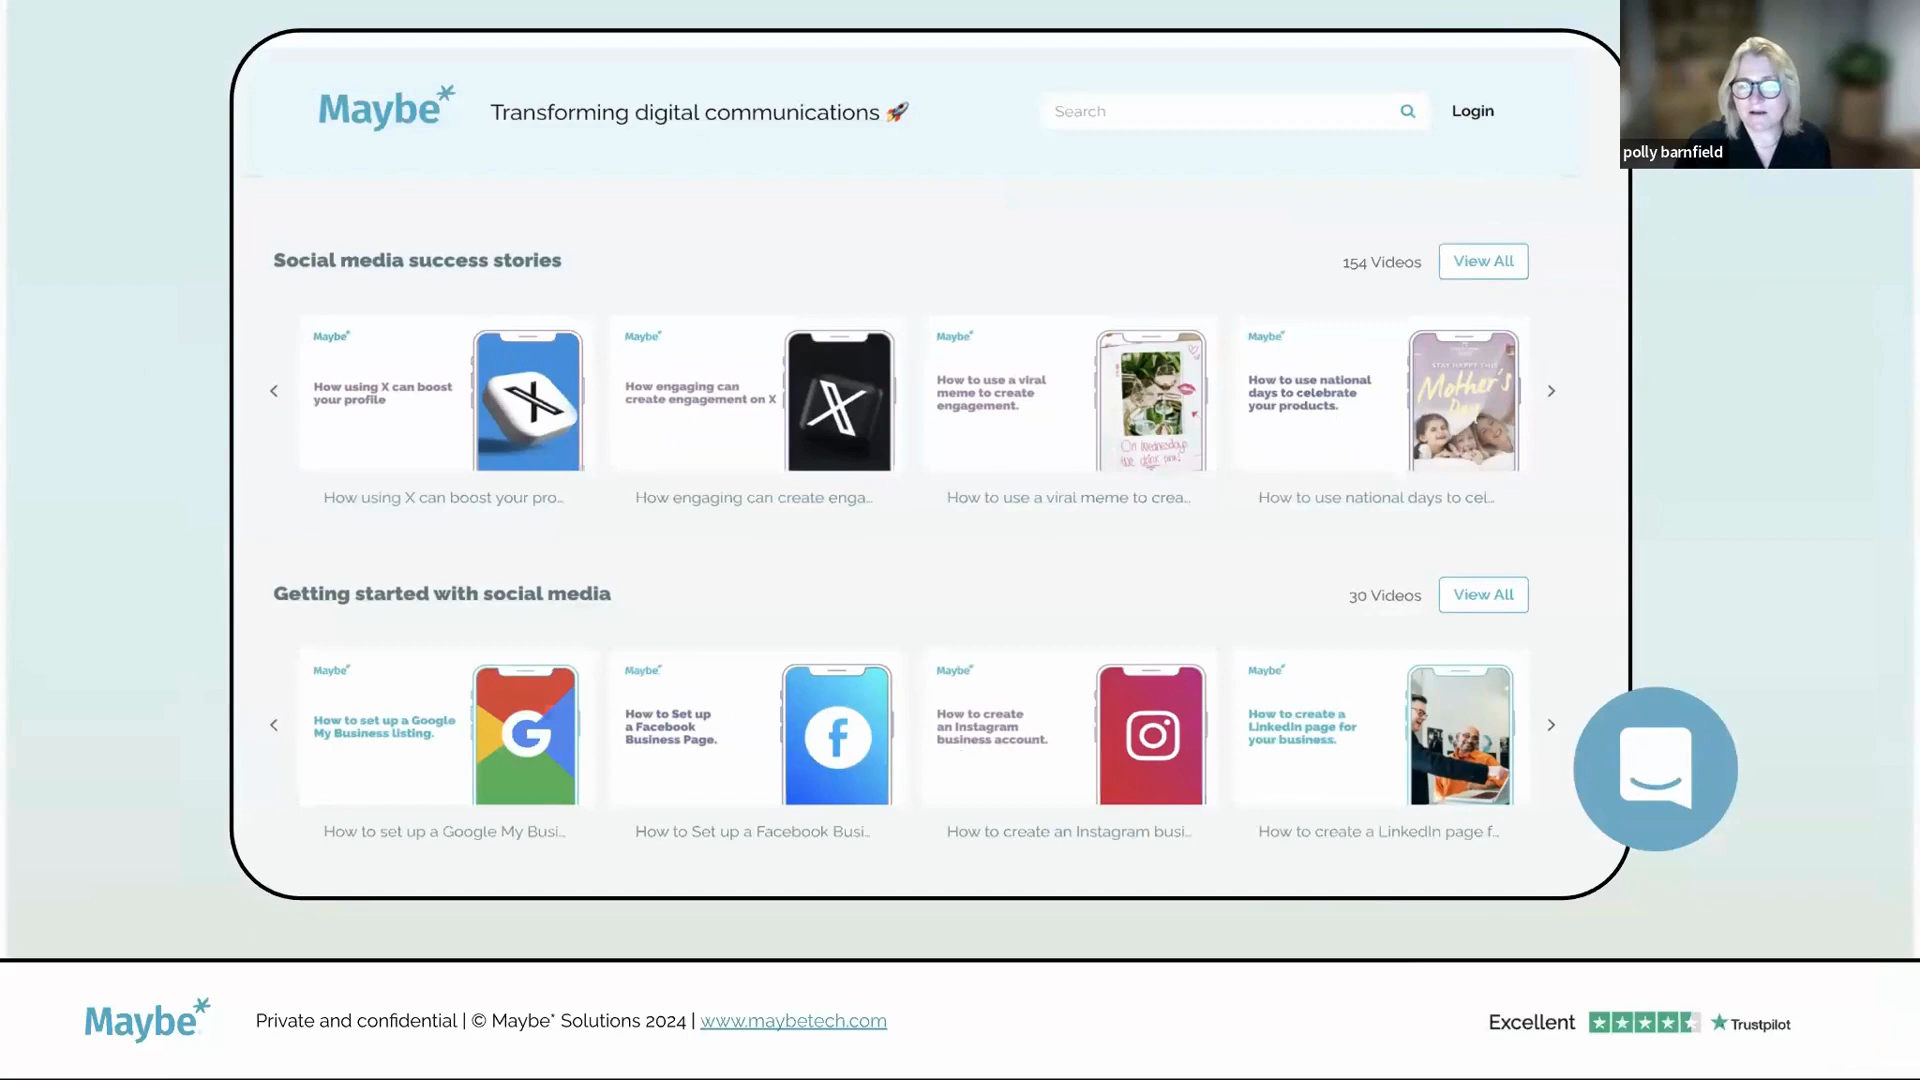 Maybe*
Transforming digital communications 🚀
Search
Login
polly barnfield
Social media success stories
154 Videos
View All
Maybe*
How using X can boost
your profile
Maybe*
How engaging can
create engagement on X
Maybe*
How to use a viral
meme to create
engagement.
On Wednesdays
We drink
Maybe*
How to use national
days to celebrate
your products.
STAY HAPPY THIS
Mother's
Day
How using X can boost your pro...
How engaging can create enga...
How to use a viral meme to crea...
How to use national days to cel...
Getting started with social media
30 Videos
View All
Maybe*
How to set up a Google
My Business listing.
Maybe*
How to Set up
a Facebook
Business Page.
Maybe*
How to create
an Instagram
business account.
Maybe*
How to create a
LinkedIn page for
your business.
How to set up a Google My Busi...
How to Set up a Facebook Busi...
How to create an Instagram busi...
How to create a LinkedIn page f...
Maybe*
Private and confidential | © Maybe* Solutions 2024 | www.maybetech.com
Excellent
Trustpilot